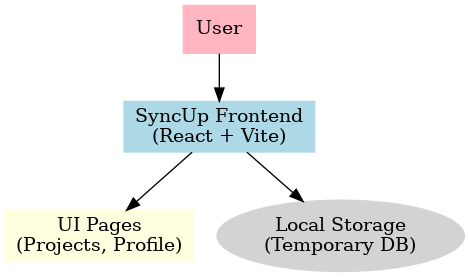 User
SyncUp Frontend
(React + Vite)
UI Pages
(Projects, Profile)
Local Storage
(Temporary DB)